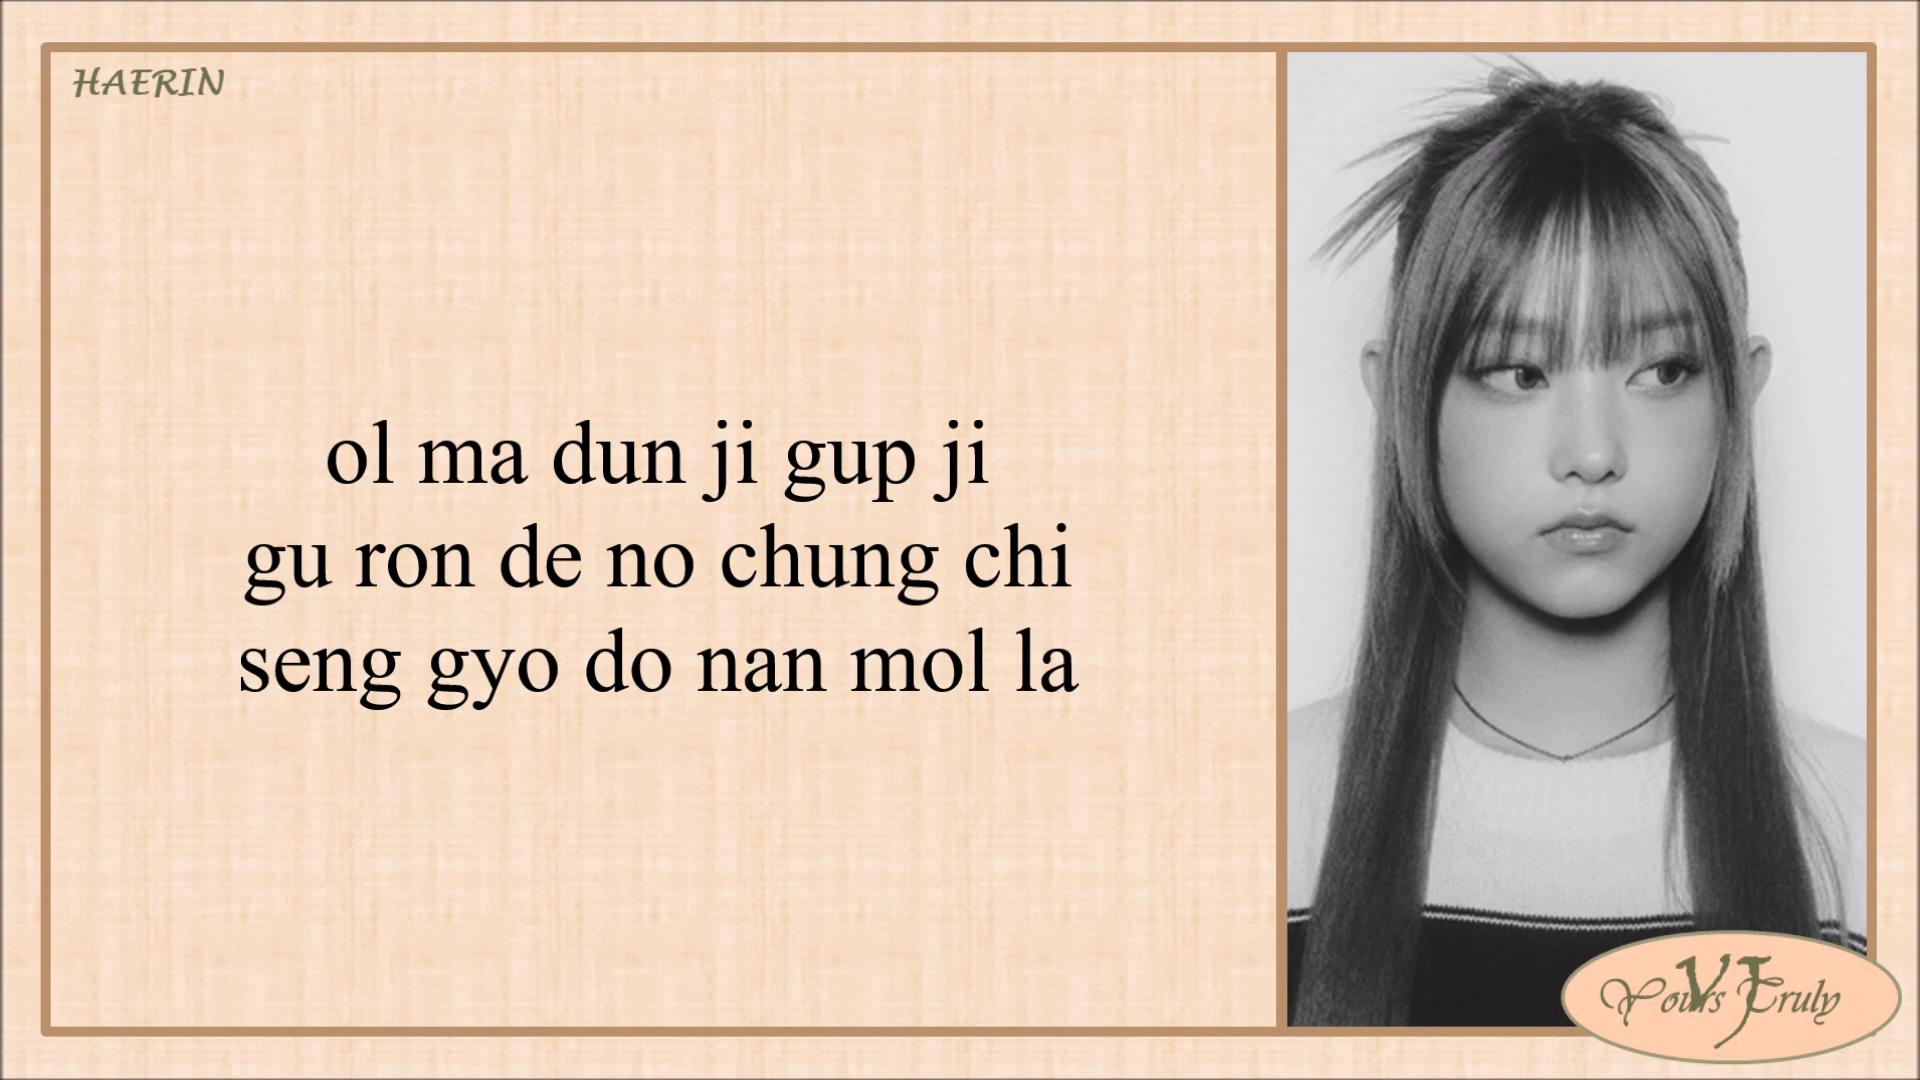 HAERIN
ol ma dun ji gup ji
gu ron de no chung chi
seng gyo do nan mol la
Yours Truly
VJ